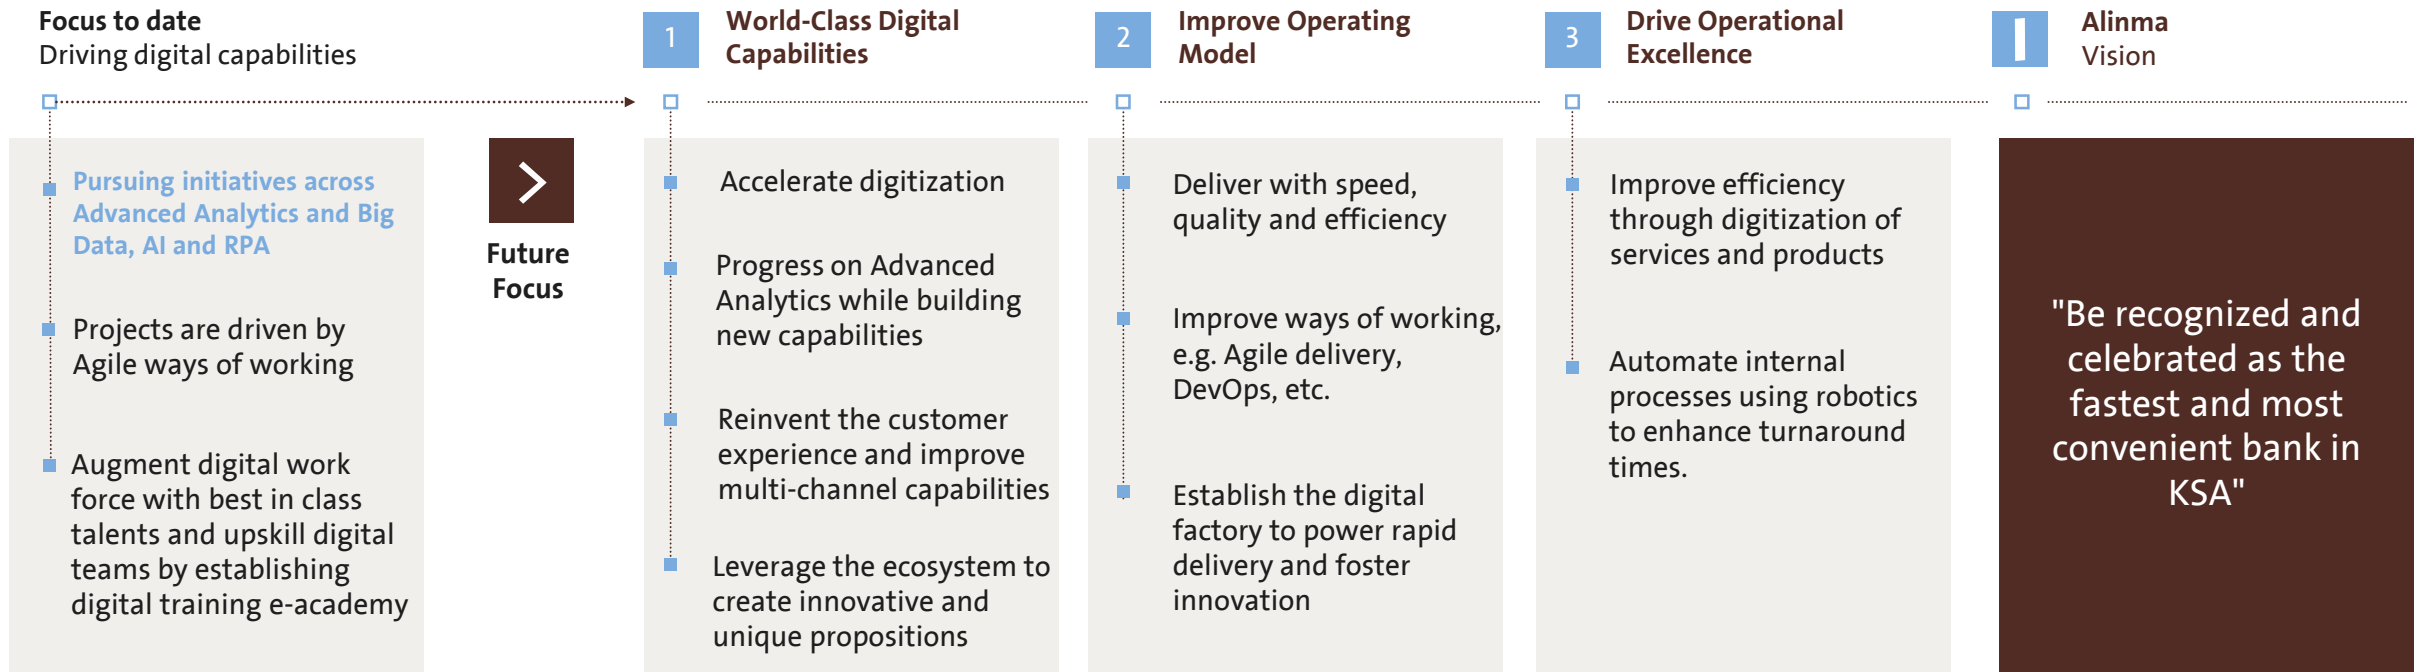 Focus to date
Driving digital capabilities
Pursuing initiatives across
Advanced Analytics and Big
Data, AI and RPA
Projects are driven by
Agile ways of working
Augment digital work
force with best in class
talents and upskill digital
teams by establishing
digital training e-academy
Future
Focus
1
World-Class Digital
Capabilities
Accelerate digitization
Progress on Advanced
Analytics while building
new capabilities
Reinvent the customer
experience and improve
multi-channel capabilities
Leverage the ecosystem to
create innovative and
unique propositions
2
Improve Operating
Model
Deliver with speed,
quality and efficiency
Improve ways of working,
e.g. Agile delivery,
DevOps, etc.
Establish the digital
factory to power rapid
delivery and foster
innovation
3
Drive Operational
Excellence
Improve efficiency
through digitization of
services and products
Automate internal
processes using robotics
to enhance turnaround
times.
Alinma
Vision
"Be recognized and
celebrated as the
fastest and most
convenient bank in
KSA"